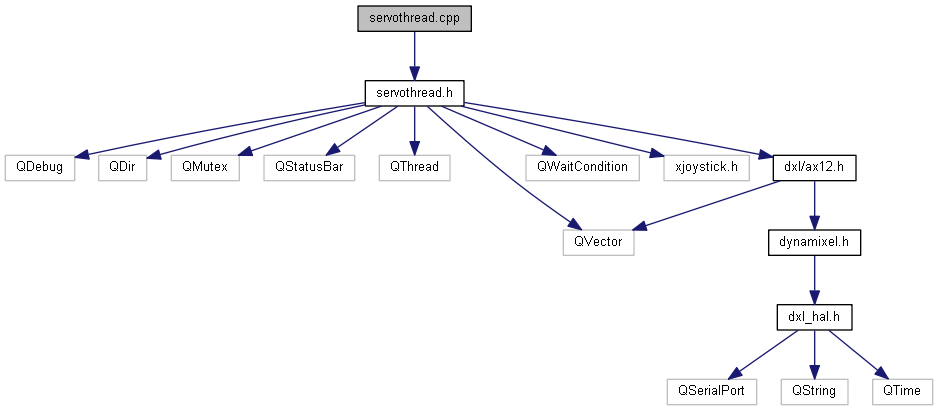 servothread.cpp
servothread.h
QDebug
QDir
QMutex
QStatusBar
QThread
QWaitCondition
xjoystick.h
dxl/ax12.h
QVector
dynamixel.h
dxl_hal.h
QSerialPort
QString
QTime